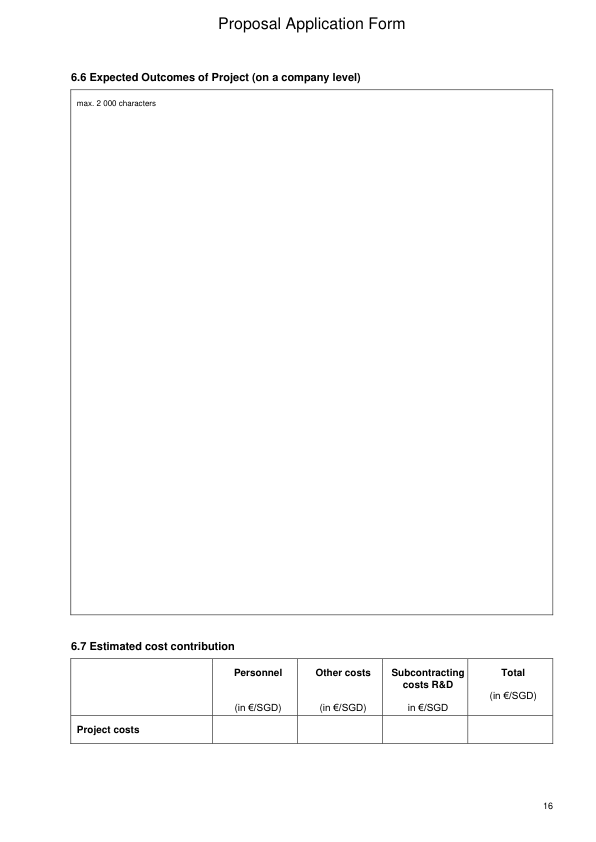 Proposal Application Form
6.6 Expected Outcomes of Project (on a company level)
max. 2 000 characters
6.7 Estimated cost contribution
Personnel
(in €/SGD)
Other costs
(in €/SGD)
Subcontracting
costs R&D
in €/SGD
Total
(in €/SGD)
Project costs
16